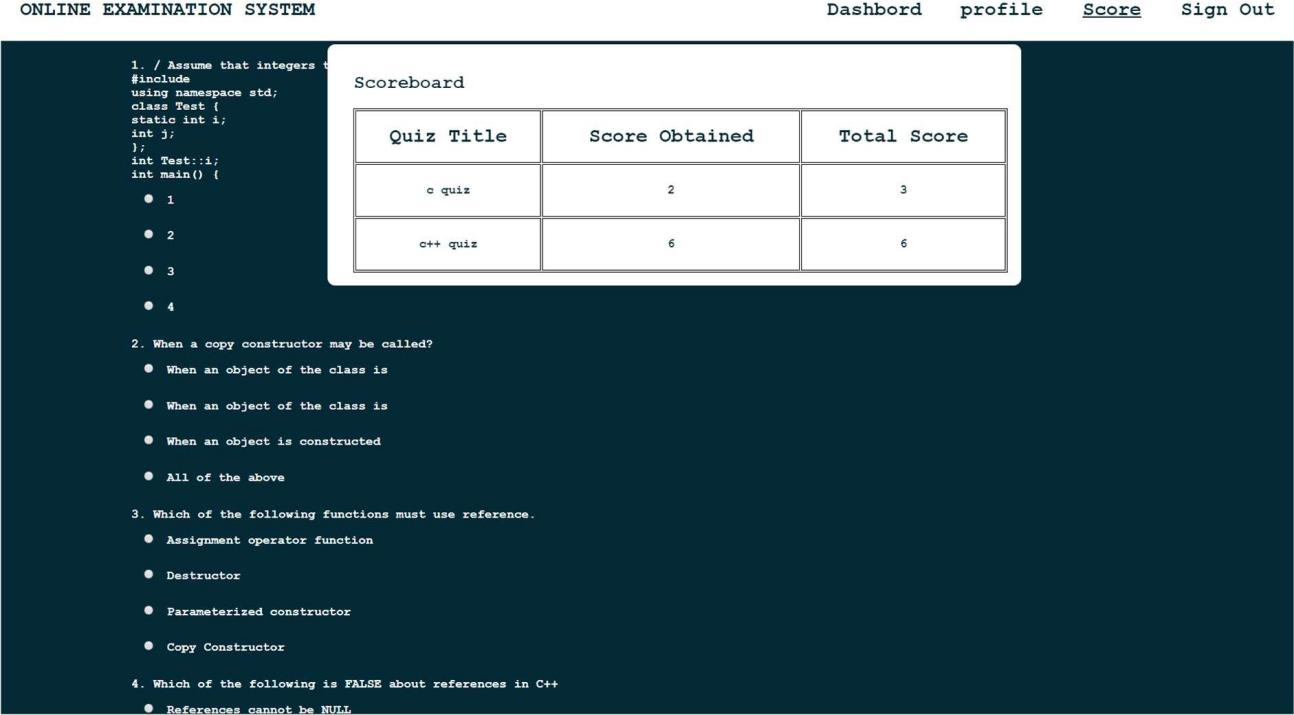 ONLINE EXAMINATION SYSTEM Dashbord profile Score Sign Out
1. / Assume that integers t
#include
using namespace std;
class Test {
static int i;
int j;
};
int Test::i;
int main() {
1
2
3
4
Scoreboard
Quiz Title Score Obtained Total Score
c quiz 2 3
c++ quiz 6 6
2. When a copy constructor may be called?
When an object of the class is
When an object of the class is
When an object is constructed
All of the above
3. Which of the following functions must use reference.
Assignment operator function
Destructor
Parameterized constructor
Copy Constructor
4. Which of the following is FALSE about references in C++
References cannot be NULL